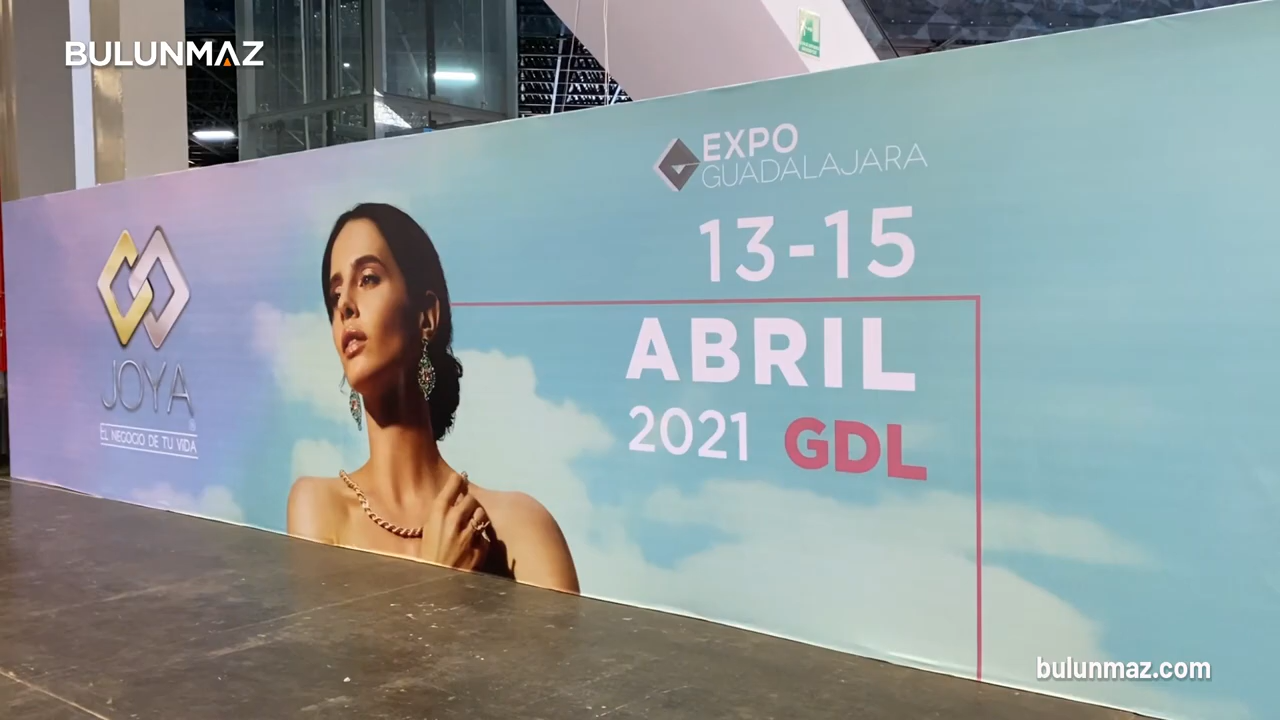 BULUNMAZ
EXPO
GUADALAJARA
13-15
ABRIL
2021 GDL
JOYA
EL NEGOCIO DE TU VIDA
bulunmaz.com